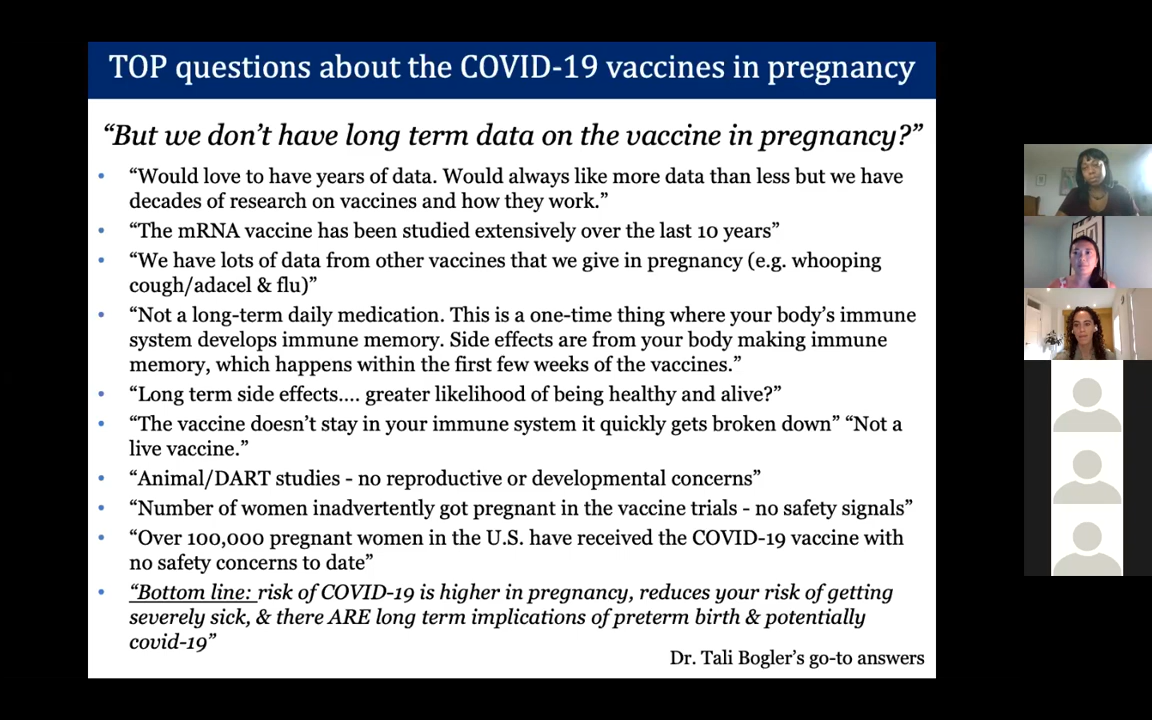 TOP questions about the COVID-19 vaccines in pregnancy
“But we don’t have long term data on the vaccine in pregnancy?”
• “Would love to have years of data. Would always like more data than less but we have
decades of research on vaccines and how they work.”
• “The mRNA vaccine has been studied extensively over the last 10 years”
• “We have lots of data from other vaccines that we give in pregnancy (e.g. whooping
cough/adacel & flu)”
• “Not a long-term daily medication. This is a one-time thing where your body’s immune
system develops immune memory. Side effects are from your body making immune
memory, which happens within the first few weeks of the vaccines.”
• “Long term side effects.... greater likelihood of being healthy and alive?”
• “The vaccine doesn’t stay in your immune system it quickly gets broken down” “Not a
live vaccine.”
• “Animal/DART studies - no reproductive or developmental concerns”
• “Number of women inadvertently got pregnant in the vaccine trials - no safety signals”
• “Over 100,000 pregnant women in the U.S. have received the COVID-19 vaccine with
no safety concerns to date”
• “Bottom line: risk of COVID-19 is higher in pregnancy, reduces your risk of getting
severely sick, & there ARE long term implications of preterm birth & potentially
covid-19”
Dr. Tali Bogler’s go-to answers